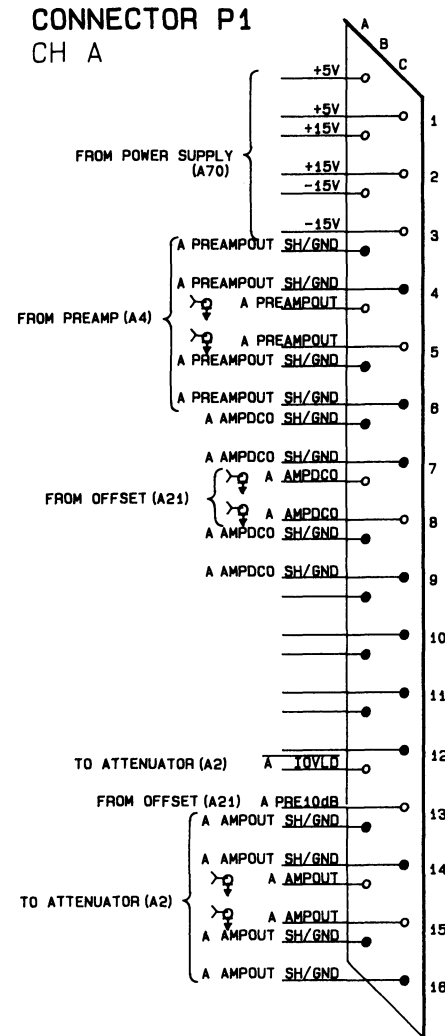 CONNECTOR P1
CH A
A
B
C
+5V
+5V
1
+15V
FROM POWER SUPPLY
(A70)
+15V
2
-15V
-15V
3
A PREAMPOUT SH/GND
A PREAMPOUT SH/GND
4
A PREAMPOUT
FROM PREAMP (A4)
A PREAMPOUT
5
A PREAMPOUT SH/GND
A PREAMPOUT SH/GND
6
A AMPDCO SH/GND
A AMPDCO SH/GND
7
A AMPDCO
FROM OFFSET (A21)
A AMPDCO
8
A AMPDCO SH/GND
A AMPDCO SH/GND
9
10
11
12
TO ATTENUATOR (A2) A IOVLD
FROM OFFSET (A21) A PRE10dB
13
A AMPOUT SH/GND
A AMPOUT SH/GND
14
A AMPOUT
TO ATTENUATOR (A2)
A AMPOUT
15
A AMPOUT SH/GND
A AMPOUT SH/GND
16